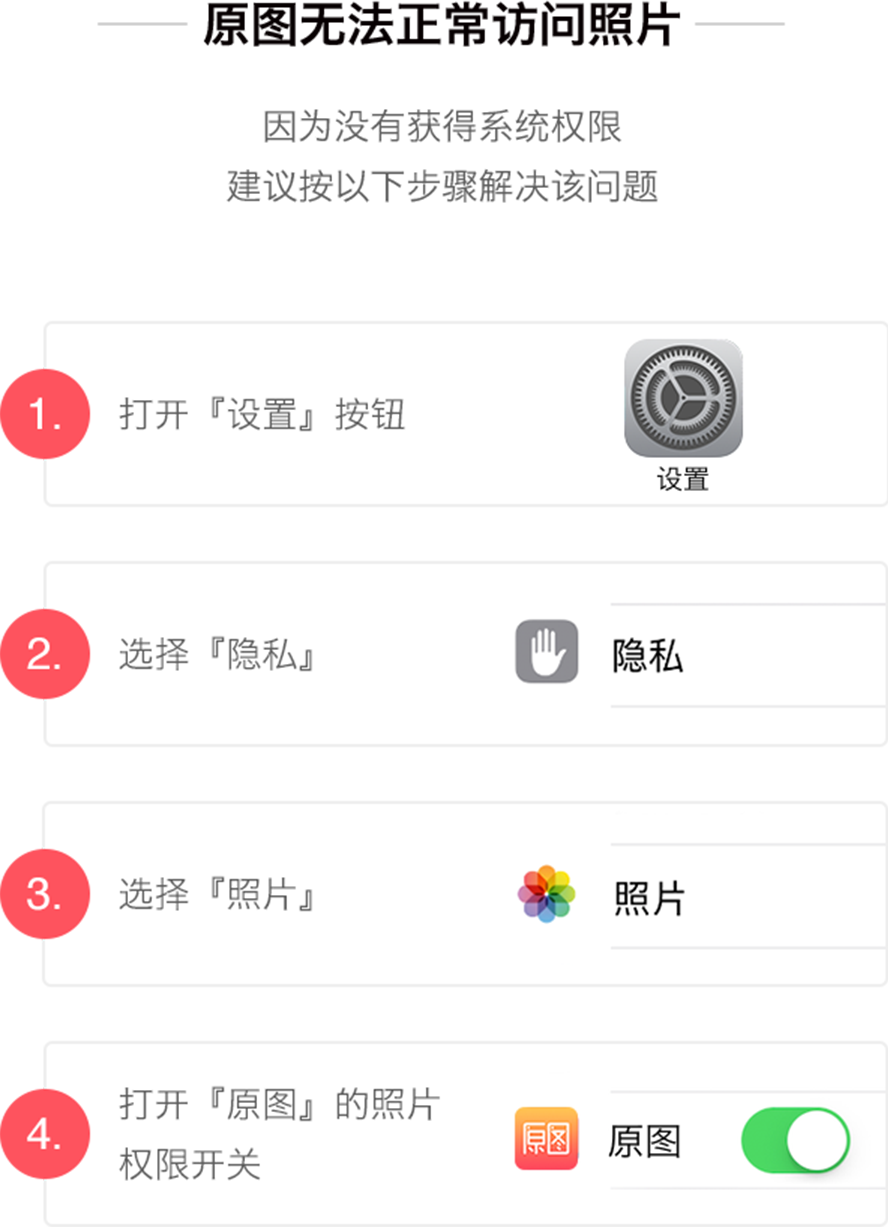 原图无法正常访问照片
因为没有获得系统权限
建议按以下步骤解决该问题
1.
打开『设置』按钮
设置
2.
选择『隐私』
隐私
3.
选择『照片』
照片
4.
打开『原图』的照片
权限开关
原图
原图